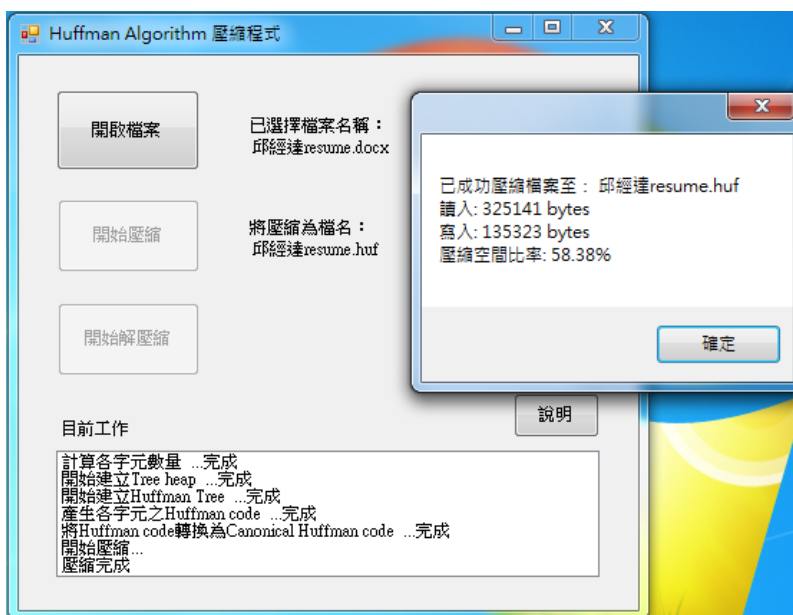 Huffman Algorithm 壓縮程式
開啟檔案
已選擇檔案名稱：
邱經達resume.docx
開始壓縮
將壓縮為檔名：
邱經達resume.huf
開始解壓縮
說明
目前工作
計算各字元數量 ...完成
開始建立Tree heap ...完成
開始建立Huffman Tree ...完成
產生各字元之Huffman code ...完成
將Huffman code轉換為Canonical Huffman code ...完成
開始壓縮...
壓縮完成
已成功壓縮檔案至： 邱經達resume.huf
讀入: 325141 bytes
寫入: 135323 bytes
壓縮空間比率: 58.38%
確定